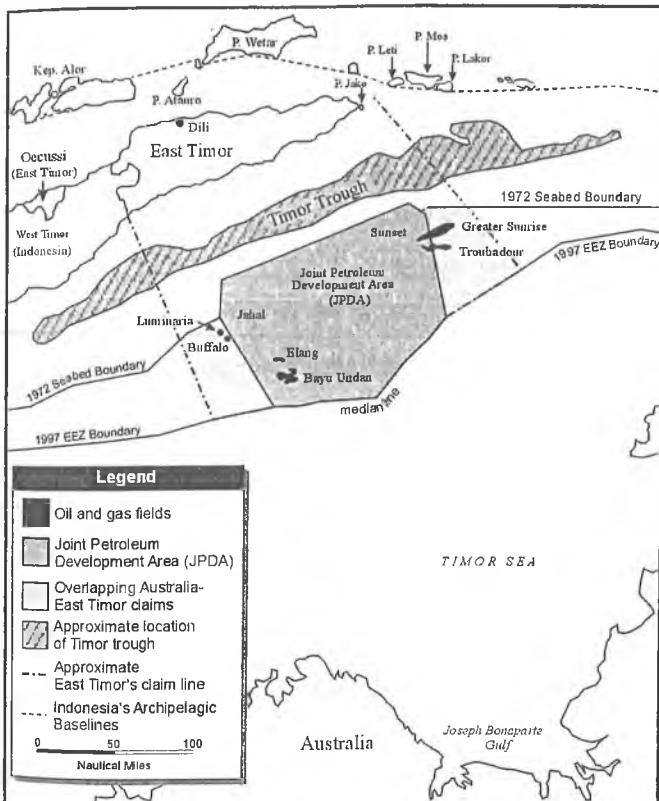 P. Wetar
P. Moa
P. Leti
P. Lakor
Kep. Alor
P. Atauro
P. Jako
Dili
East Timor
Oecussi
(East Timor)
West Timor
(Indonesia)
Timor Trough
1972 Seabed Boundary
Sunset
Greater Sunrise
Troubadour
1997 EEZ Boundary
Joint Petroleum
Development Area
(JPDA)
Luminaria
Jahal
Buffalo
Elang
Bayu Undan
1972 Seabed Boundary
median line
1997 EEZ Boundary
Legend
Oil and gas fields
Joint Petroleum
Development Area (JPDA)
Overlapping Australia-
East Timor claims
Approximate location
of Timor trough
Approximate
East Timor's claim line
Indonesia's Archipelagic
Baselines
0 50 100
Nautical Miles
TIMOR SEA
Australia
Joseph Bonaparte
Gulf